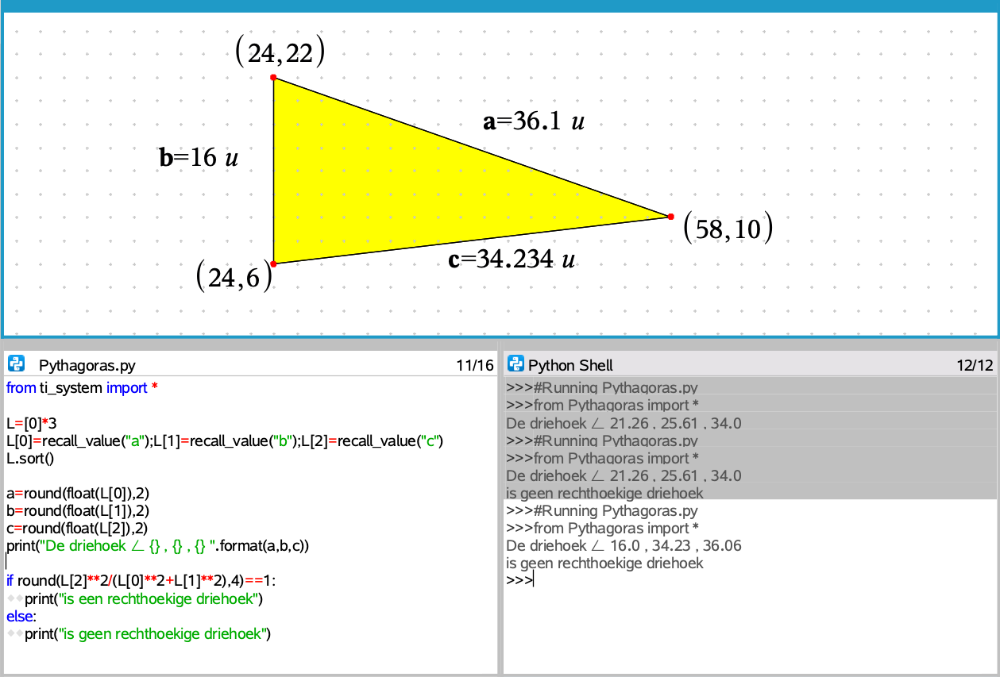 (24,22)
a=36.1 u
b=16 u
(58,10)
c=34.234 u
(24,6)
Pythagoras.py
11/16
from ti_system import *
L=[0]*3
L[0]=recall_value("a");L[1]=recall_value("b");L[2]=recall_value("c")
L.sort()
a=round(float(L[0]),2)
b=round(float(L[1]),2)
c=round(float(L[2]),2)
print("De driehoek ∠ {} , {} , {} ".format(a,b,c))
if round(L[2]**2/(L[0]**2+L[1]**2),4)==1:
◆◆print("is een rechthoekige driehoek")
else:
◆◆print("is geen rechthoekige driehoek")
Python Shell
12/12
>>>#Running Pythagoras.py
>>>from Pythagoras import *
De driehoek ∠ 21.26 , 25.61 , 34.0
>>>#Running Pythagoras.py
>>>from Pythagoras import *
De driehoek ∠ 21.26 , 25.61 , 34.0
is geen rechthoekige driehoek
>>>#Running Pythagoras.py
>>>from Pythagoras import *
De driehoek ∠ 16.0 , 34.23 , 36.06
is geen rechthoekige driehoek
>>>